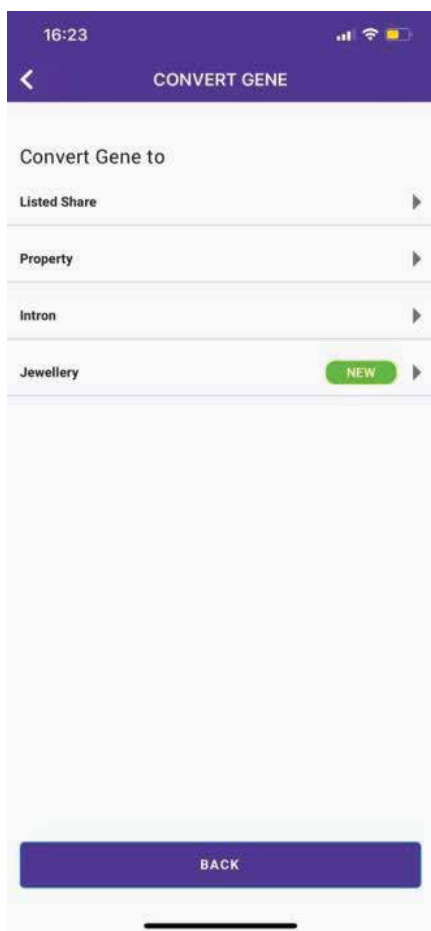 16:23
CONVERT GENE
Convert Gene to
Listed Share
Property
Intron
Jewellery NEW
BACK